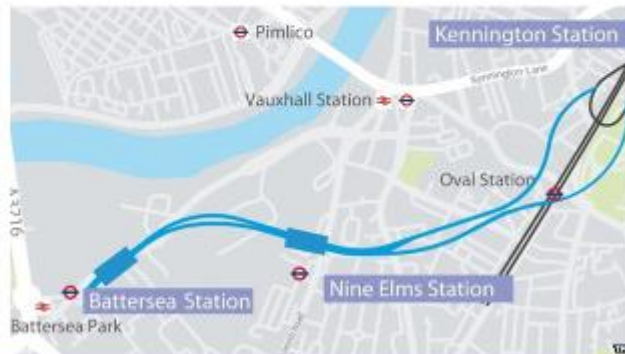 Pimlico
Kennington Station
Kennington Lane
Vauxhall Station
Oval Station
A3216
Nine Elms Station
Battersea Station
Battersea Park